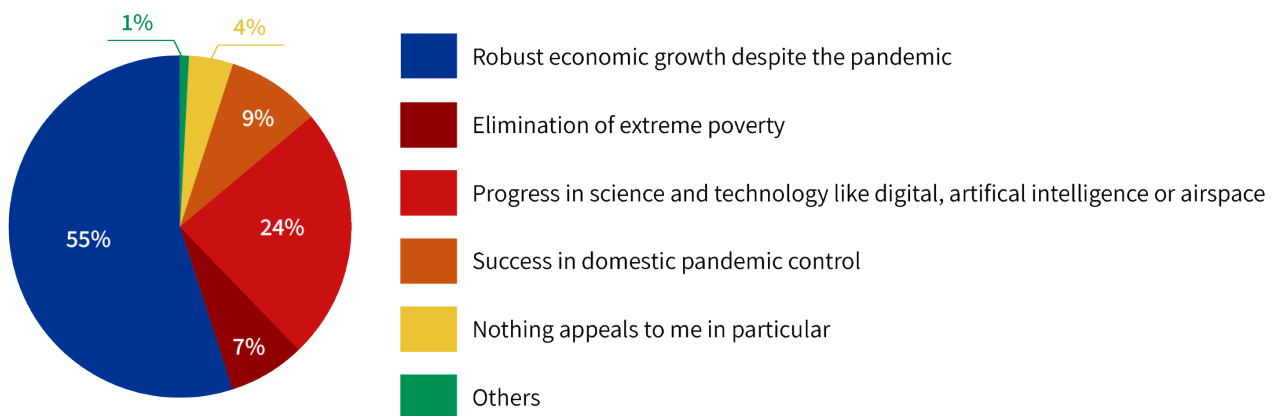 1%
4%
9%
24%
55%
7%
Robust economic growth despite the pandemic
Elimination of extreme poverty
Progress in science and technology like digital, artifical intelligence or airspace
Success in domestic pandemic control
Nothing appeals to me in particular
Others